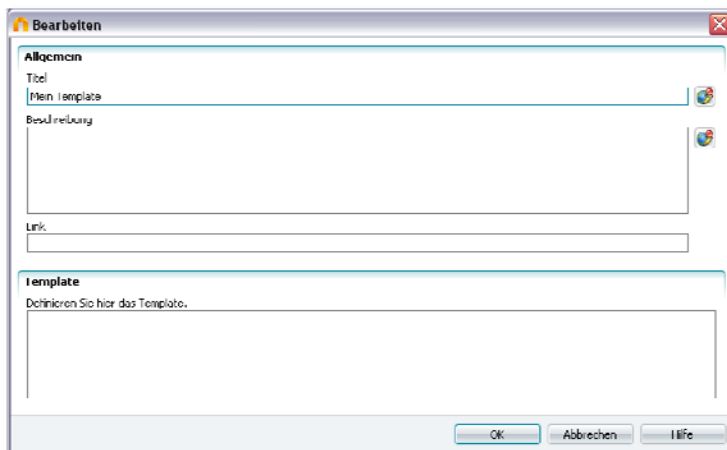 Bearbeiten
Allgemein
Titel
Mein Template
Beschreibung
Link
Template
Definieren Sie hier das Template.
OK Abbrechen Hilfe